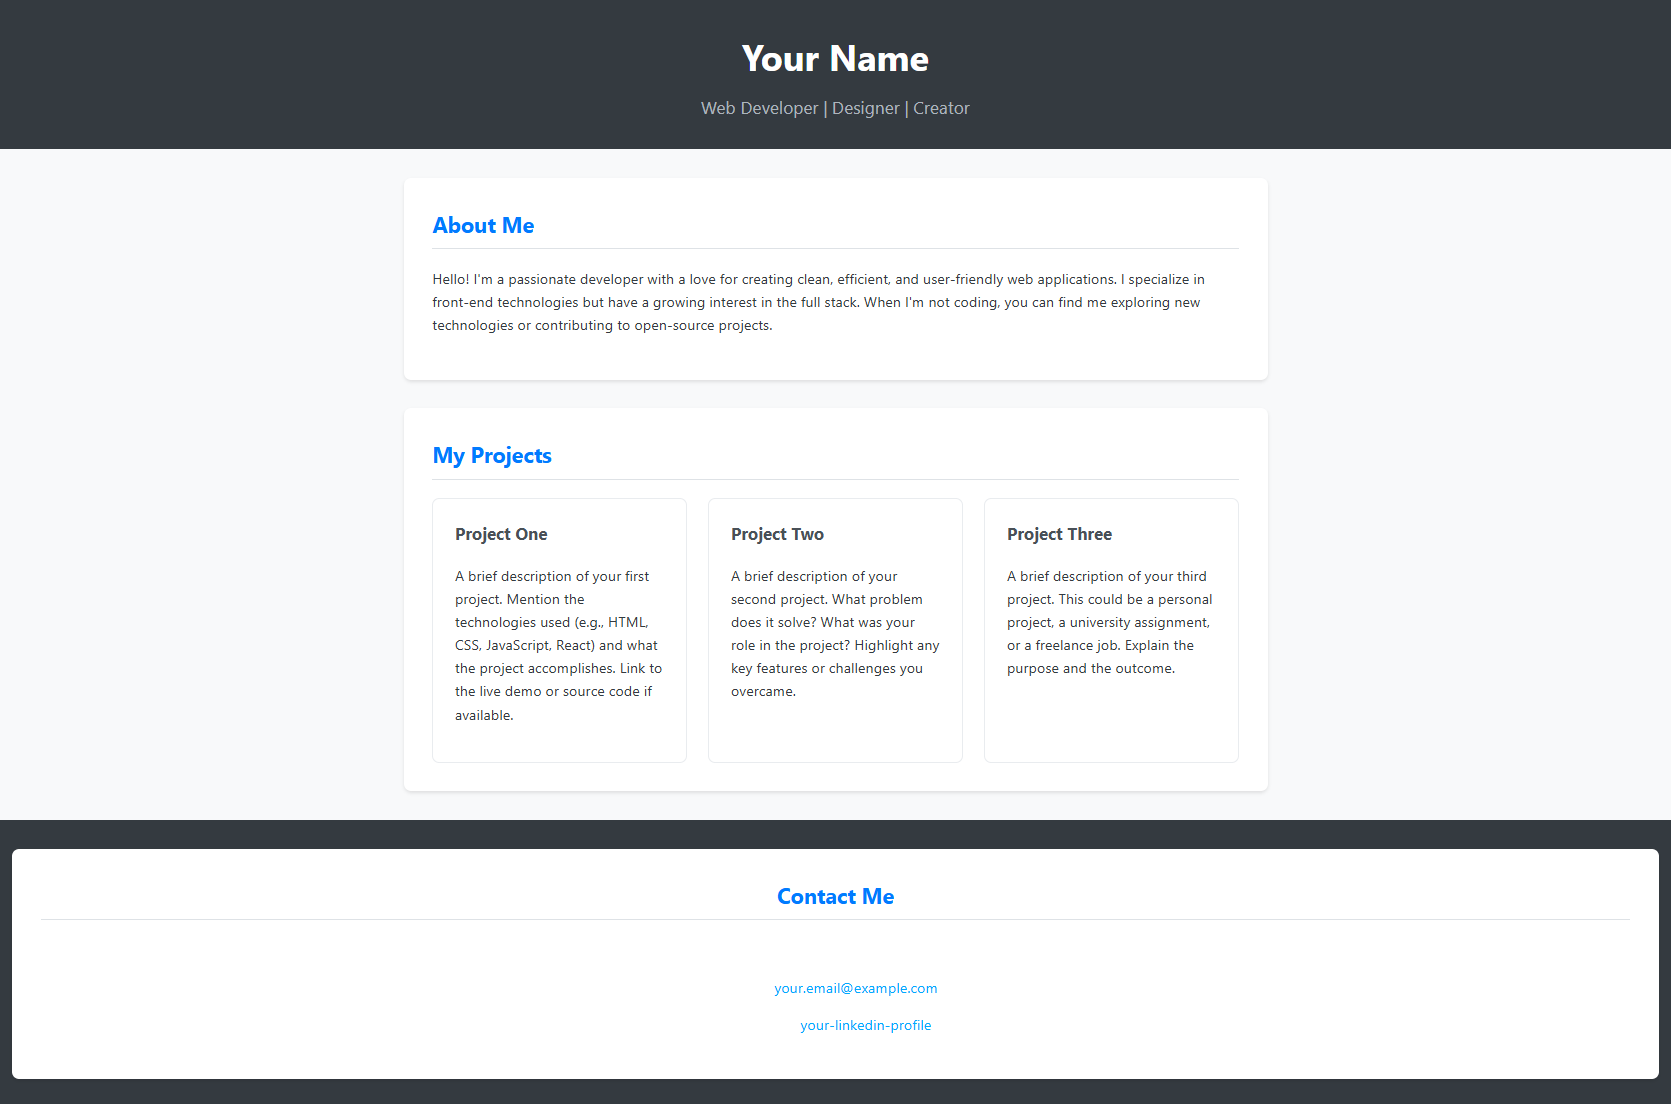 Your Name
Web Developer | Designer | Creator
About Me
Hello! I'm a passionate developer with a love for creating clean, efficient, and user-friendly web applications. I specialize in
front-end technologies but have a growing interest in the full stack. When I'm not coding, you can find me exploring new
technologies or contributing to open-source projects.
My Projects
Project One
A brief description of your first
project. Mention the
technologies used (e.g., HTML,
CSS, JavaScript, React) and what
the project accomplishes. Link to
the live demo or source code if
available.
Project Two
A brief description of your
second project. What problem
does it solve? What was your
role in the project? Highlight any
key features or challenges you
overcame.
Project Three
A brief description of your third
project. This could be a personal
project, a university assignment,
or a freelance job. Explain the
purpose and the outcome.
Contact Me
your.email@example.com
your-linkedin-profile